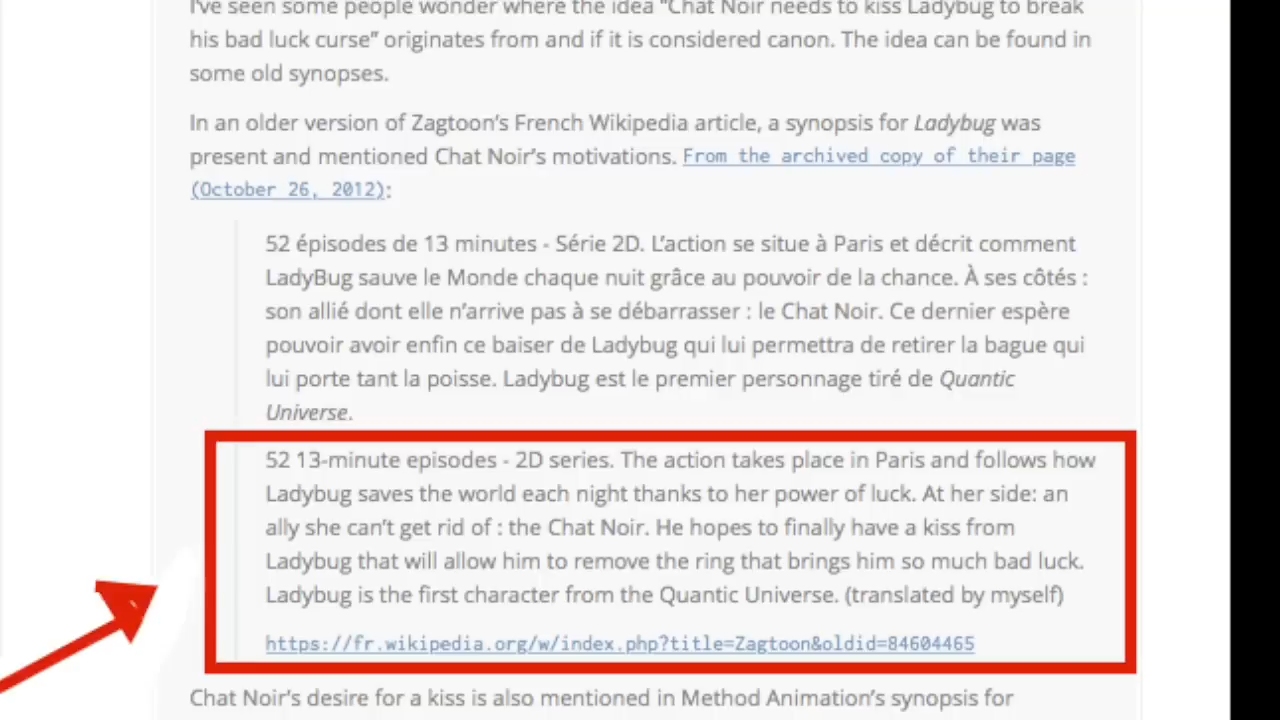 I've seen some people wonder where the idea “Chat Noir needs to kiss Ladybug to break
his bad luck curse” originates from and if it is considered canon. The idea can be found in
some old synopses.
In an older version of Zagtoon’s French Wikipedia article, a synopsis for Ladybug was
present and mentioned Chat Noir’s motivations. From the archived copy of their page
(October 26, 2012):
52 épisodes de 13 minutes - Série 2D. L’action se situe à Paris et décrit comment
LadyBug sauve le Monde chaque nuit grâce au pouvoir de la chance. À ses côtés :
son allié dont elle n’arrive pas à se débarrasser : le Chat Noir. Ce dernier espère
pouvoir avoir enfin ce baiser de Ladybug qui lui permettra de retirer la bague qui
lui porte tant la poisse. Ladybug est le premier personnage tiré de Quantic
Universe.
52 13-minute episodes - 2D series. The action takes place in Paris and follows how
Ladybug saves the world each night thanks to her power of luck. At her side: an
ally she can’t get rid of : the Chat Noir. He hopes to finally have a kiss from
Ladybug that will allow him to remove the ring that brings him so much bad luck.
Ladybug is the first character from the Quantic Universe. (translated by myself)
https://fr.wikipedia.org/w/index.php?title=Zagtoon&oldid=84604465
Chat Noir’s desire for a kiss is also mentioned in Method Animation’s synopsis for